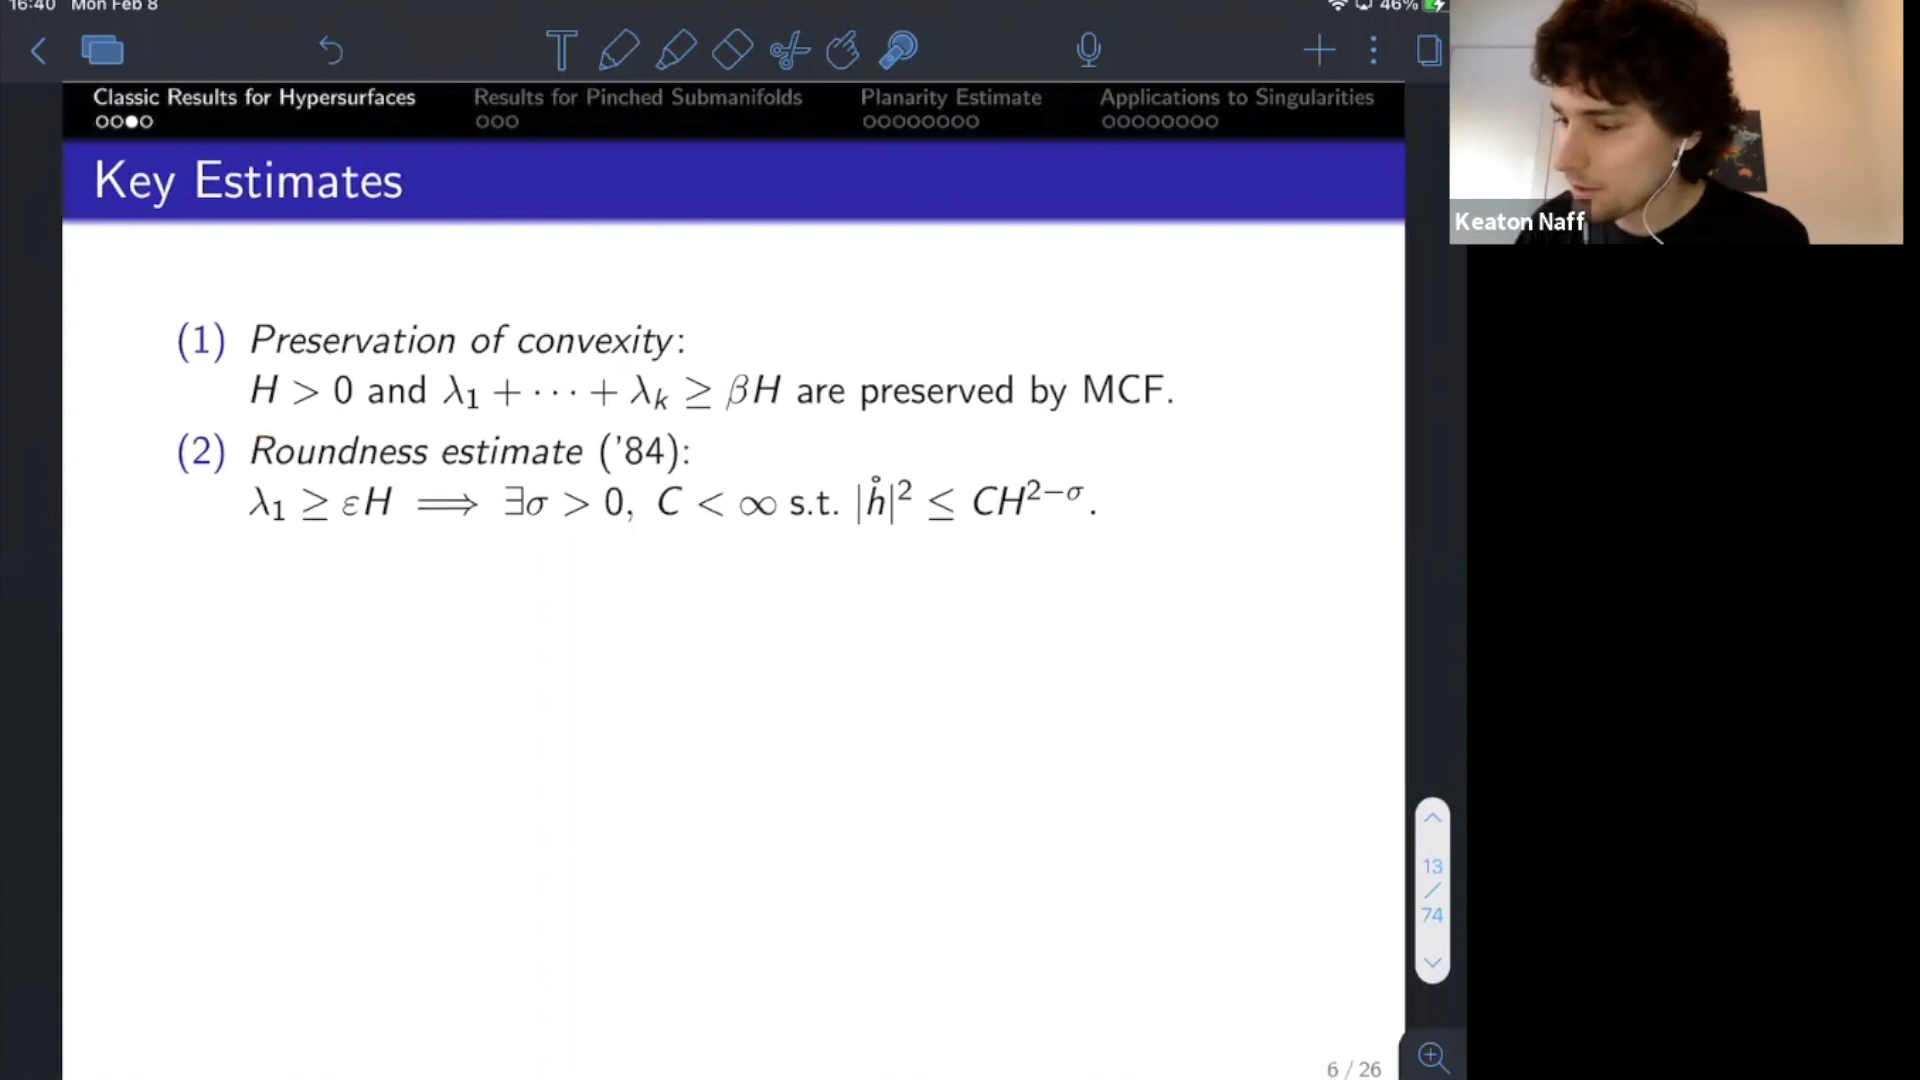 16:40 Mon Feb 8
46%
Classic Results for Hypersurfaces
Results for Pinched Submanifolds
Planarity Estimate
Applications to Singularities
Key Estimates
Keaton Naff
(1) Preservation of convexity:
H > 0 and λ₁ + · · · + λₖ ≥ βH are preserved by MCF.
(2) Roundness estimate ('84):
λ₁ ≥ εH ⟹ ∃σ > 0, C < ∞ s.t. |h̊|² ≤ CH²⁻σ.
13
/
74
6 / 26